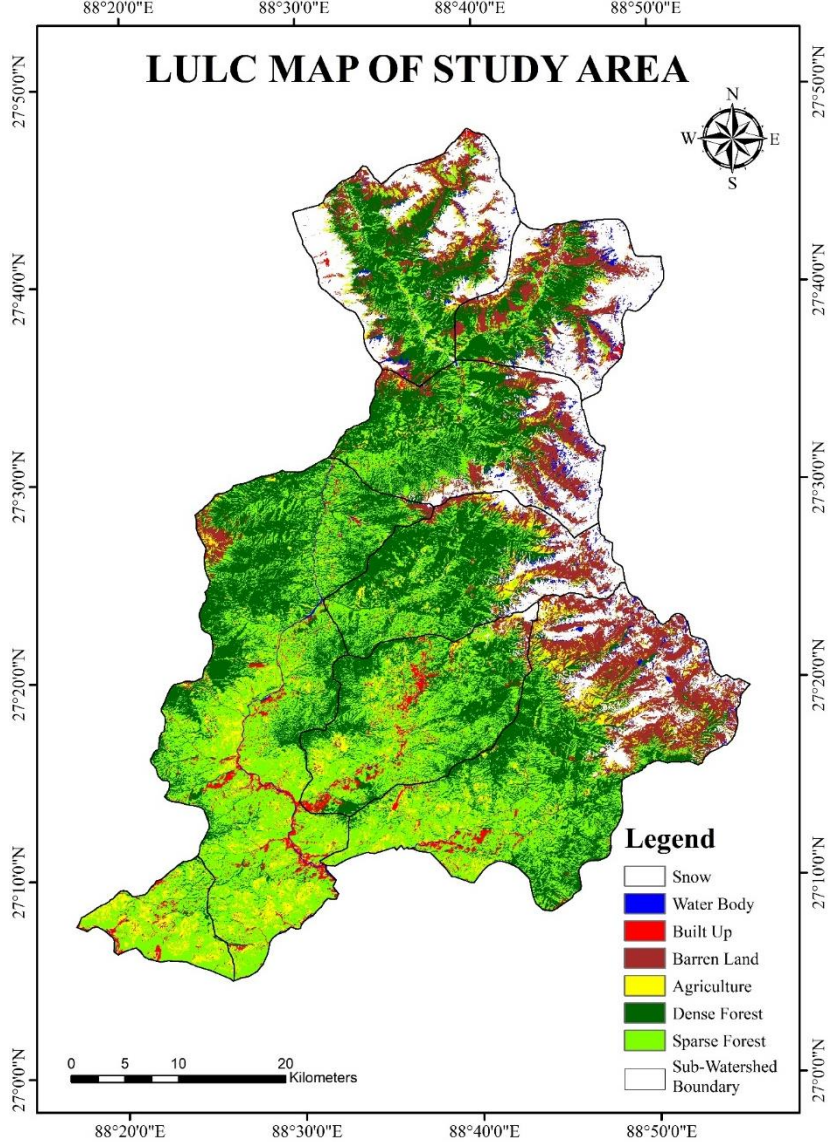 88°20'0"E 88°30'0"E 88°40'0"E 88°50'0"E
LULC MAP OF STUDY AREA
N
W E
S
27°50'0"N 27°50'0"N
27°40'0"N 27°40'0"N
27°30'0"N 27°30'0"N
27°20'0"N 27°20'0"N
27°10'0"N 27°10'0"N
27°0'0"N 27°0'0"N
Legend
Snow
Water Body
Built Up
Barren Land
Agriculture
Dense Forest
Sparse Forest
Sub-Watershed
Boundary
0 5 10 20
Kilometers
88°20'0"E 88°30'0"E 88°40'0"E 88°50'0"E